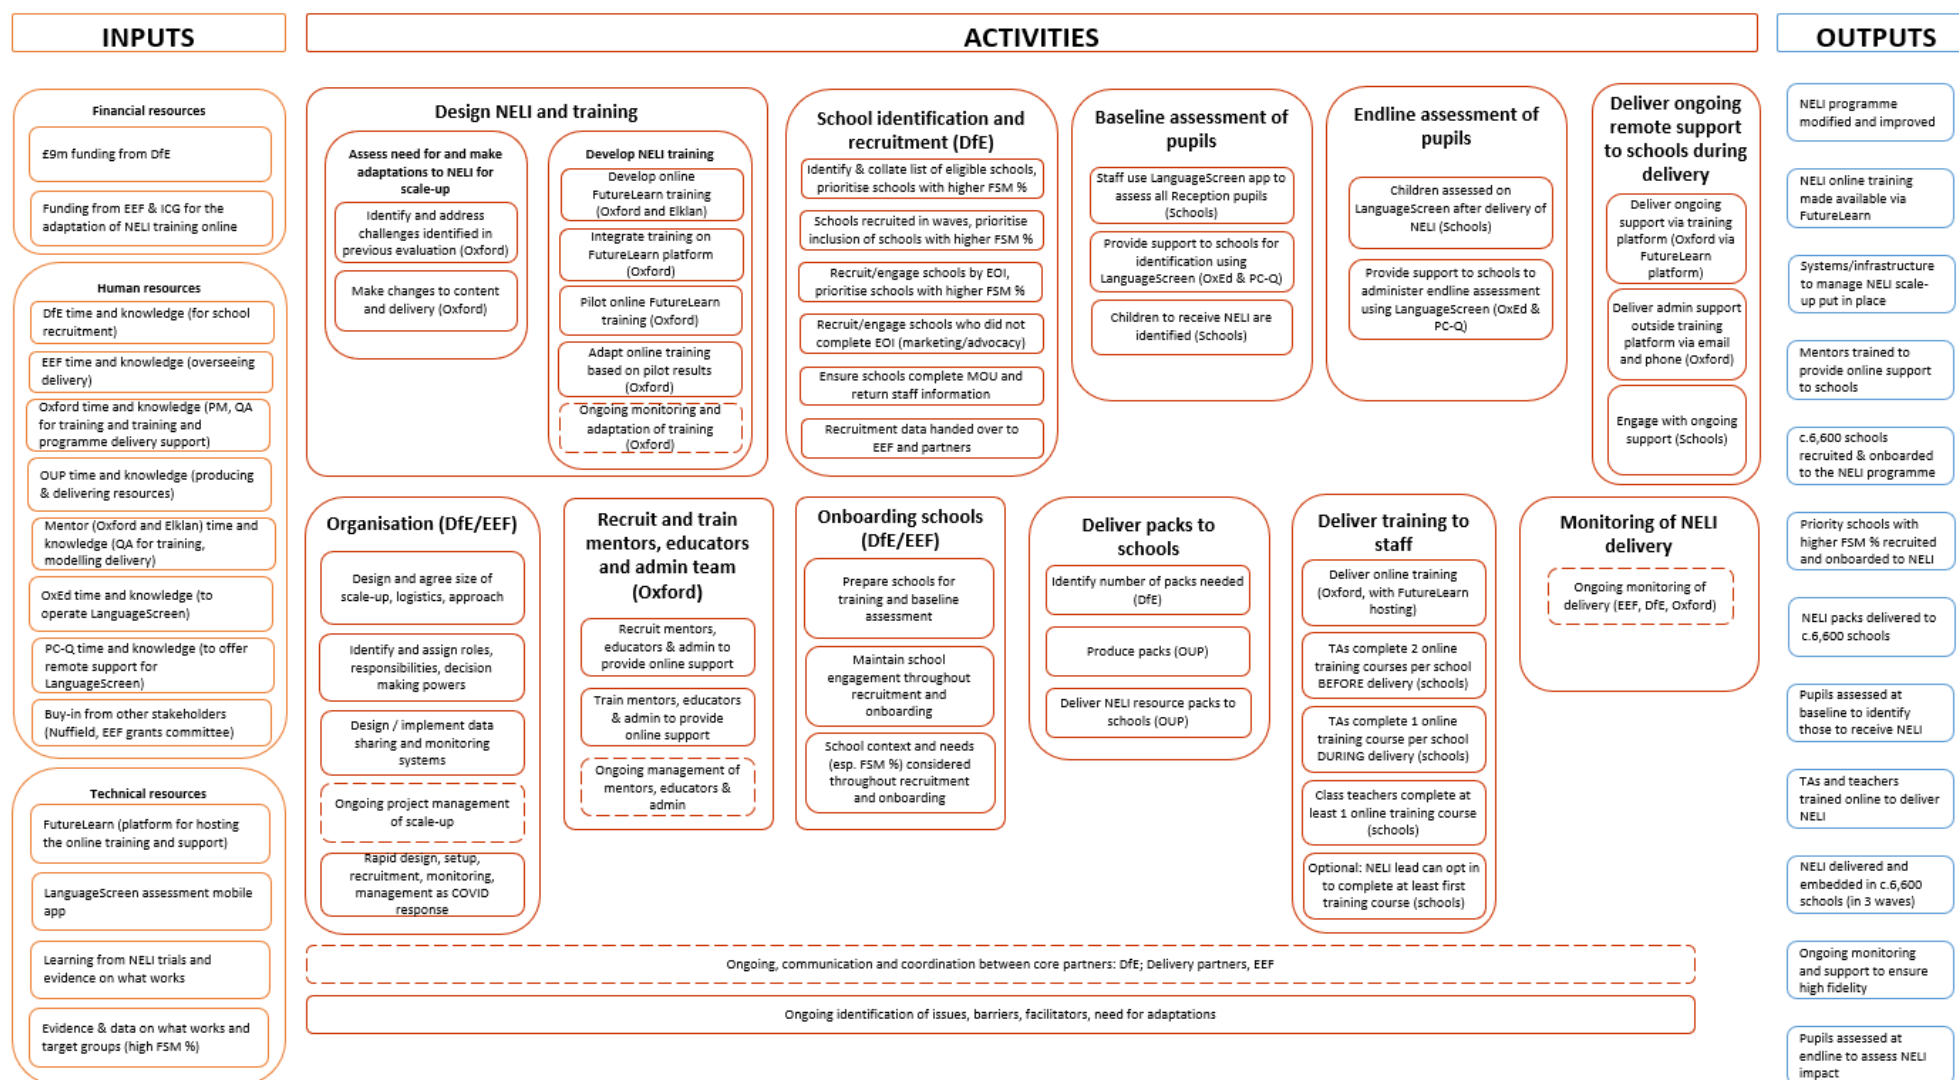 INPUTS
ACTIVITIES
OUTPUTS
Financial resources
£9m funding from DfE
Funding from EEF & ICG for the
adaptation of NELI training online
Human resources
DfE time and knowledge (for school
recruitment)
EEF time and knowledge (overseeing
delivery)
Oxford time and knowledge (PM, QA
for training and training and
programme delivery support)
OUP time and knowledge (producing
& delivering resources)
Mentor (Oxford and Elklan) time and
knowledge (QA for training,
modelling delivery)
OxEd time and knowledge (to
operate LanguageScreen)
PC-Q time and knowledge (to offer
remote support for
LanguageScreen)
Buy-in from other stakeholders
(Nuffield, EEF grants committee)
Technical resources
FutureLearn (platform for hosting
the online training and support)
LanguageScreen assessment mobile
app
Learning from NELI trials and
evidence on what works
Evidence & data on what works and
target groups (high FSM %)
Design NELI and training
Assess need for and make
adaptations to NELI for
scale-up
Identify and address
challenges identified in
previous evaluation (Oxford)
Make changes to content
and delivery (Oxford)
Develop NELI training
Develop online
FutureLearn training
(Oxford and Elklan)
Integrate training on
FutureLearn platform
(Oxford)
Pilot online FutureLearn
training (Oxford)
Adapt online training
based on pilot results
(Oxford)
Ongoing monitoring and
adaptation of training
(Oxford)
School identification and
recruitment (DfE)
Identify & collate list of eligible schools,
prioritise schools with higher FSM %
Schools recruited in waves, prioritise
inclusion of schools with higher FSM %
Recruit/engage schools by EOI,
prioritise schools with higher FSM %
Recruit/engage schools who did not
complete EOI (marketing/advocacy)
Ensure schools complete MOU and
return staff information
Recruitment data handed over to
EEF and partners
Baseline assessment of
pupils
Staff use LanguageScreen app to
assess all Reception pupils
(Schools)
Provide support to schools for
identification using
LanguageScreen (OxEd & PC-Q)
Children to receive NELI are
identified (Schools)
Endline assessment of
pupils
Children assessed on
LanguageScreen after delivery of
NELI (Schools)
Provide support to schools to
administer endline assessment
using LanguageScreen (OxEd &
PC-Q)
Deliver ongoing
remote support
to schools during
delivery
Deliver ongoing
support via training
platform (Oxford via
FutureLearn
platform)
Deliver admin support
outside training
platform via email
and phone (Oxford)
Engage with ongoing
support (Schools)
Organisation (DfE/EEF)
Design and agree size of
scale-up, logistics, approach
Identify and assign roles,
responsibilities, decision
making powers
Design / implement data
sharing and monitoring
systems
Ongoing project management
of scale-up
Rapid design, setup,
recruitment, monitoring,
management as COVID
response
Recruit and train
mentors, educators
and admin team
(Oxford)
Recruit mentors,
educators & admin to
provide online support
Train mentors, educators
& admin to provide
online support
Ongoing management of
mentors, educators &
admin
Onboarding schools
(DfE/EEF)
Prepare schools for
training and baseline
assessment
Maintain school
engagement throughout
recruitment and
onboarding
School context and needs
(esp. FSM %) considered
throughout recruitment
and onboarding
Deliver packs to
schools
Identify number of packs needed
(DfE)
Produce packs (OUP)
Deliver NELI resource packs to
schools (OUP)
Deliver training to
staff
Deliver online training
(Oxford, with FutureLearn
hosting)
TAs complete 2 online
training courses per school
BEFORE delivery (schools)
TAs complete 1 online
training course per school
DURING delivery (schools)
Class teachers complete at
least 1 online training course
(schools)
Optional: NELI lead can opt in
to complete at least first
training course (schools)
Monitoring of NELI
delivery
Ongoing monitoring of
delivery (EEF, DfE, Oxford)
Ongoing, communication and coordination between core partners: DfE; Delivery partners, EEF
Ongoing identification of issues, barriers, facilitators, need for adaptations
NELI programme
modified and improved
NELI online training
made available via
FutureLearn
Systems/infrastructure
to manage NELI scale-
up put in place
Mentors trained to
provide online support
to schools
c.6,600 schools
recruited & onboarded
to the NELI programme
Priority schools with
higher FSM % recruited
and onboarded to NELI
NELI packs delivered to
c.6,600 schools
Pupils assessed at
baseline to identify
those to receive NELI
TAs and teachers
trained online to deliver
NELI
NELI delivered and
embedded in c.6,600
schools (in 3 waves)
Ongoing monitoring
and support to ensure
high fidelity
Pupils assessed at
endline to assess NELI
impact